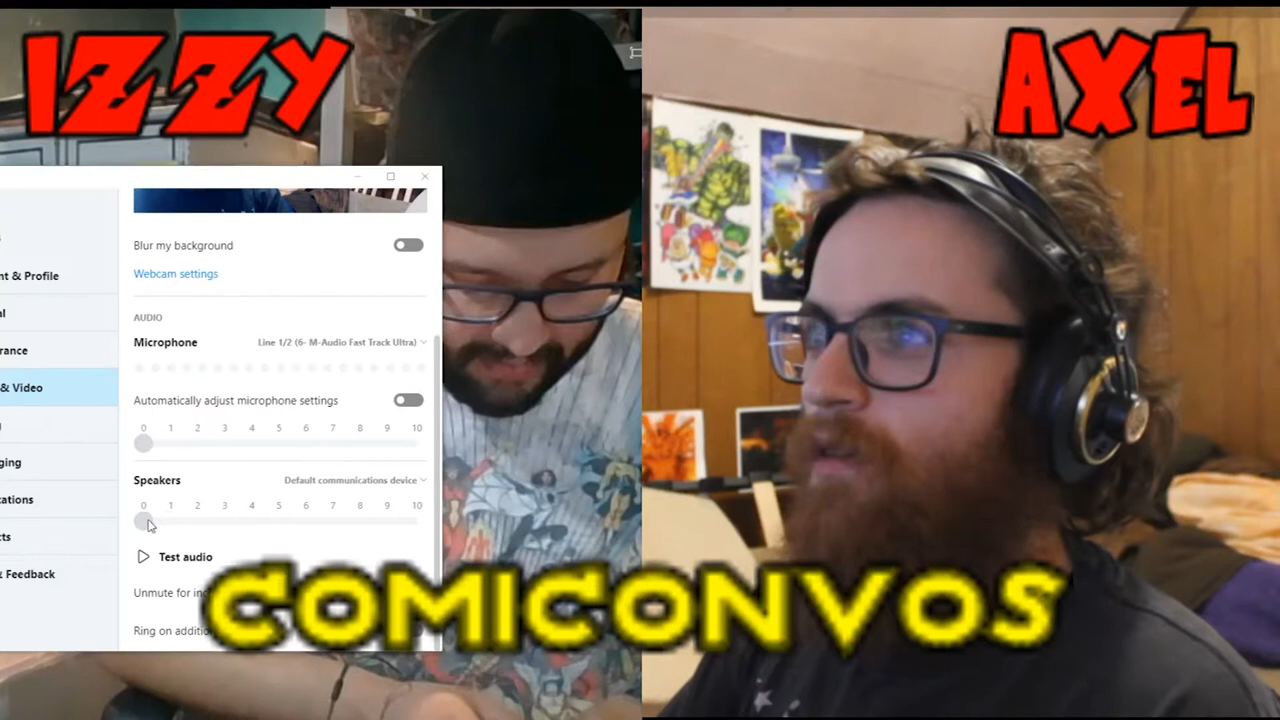 IZZY
AXEL
Blur my background
Webcam settings
nt & Profile
AUDIO
Microphone
Line 1/2 (6- M-Audio Fast Track Ultra)
rance
& Video
Automatically adjust microphone settings
0 1 2 3 4 5 6 7 8 9 10
ging
Speakers
Default communications device
ations
0 1 2 3 4 5 6 7 8 9 10
cts
Test audio
& Feedback
Unmute for in
Ring on additio
COMICONVOS